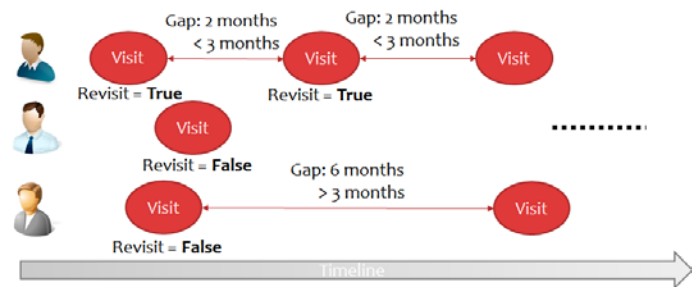 Gap: 2 months
< 3 months
Gap: 2 months
< 3 months
Visit
Visit
Visit
Revisit = True
Revisit = True
Visit
Revisit = False
Gap: 6 months
> 3 months
Visit
Visit
Revisit = False
Timeline